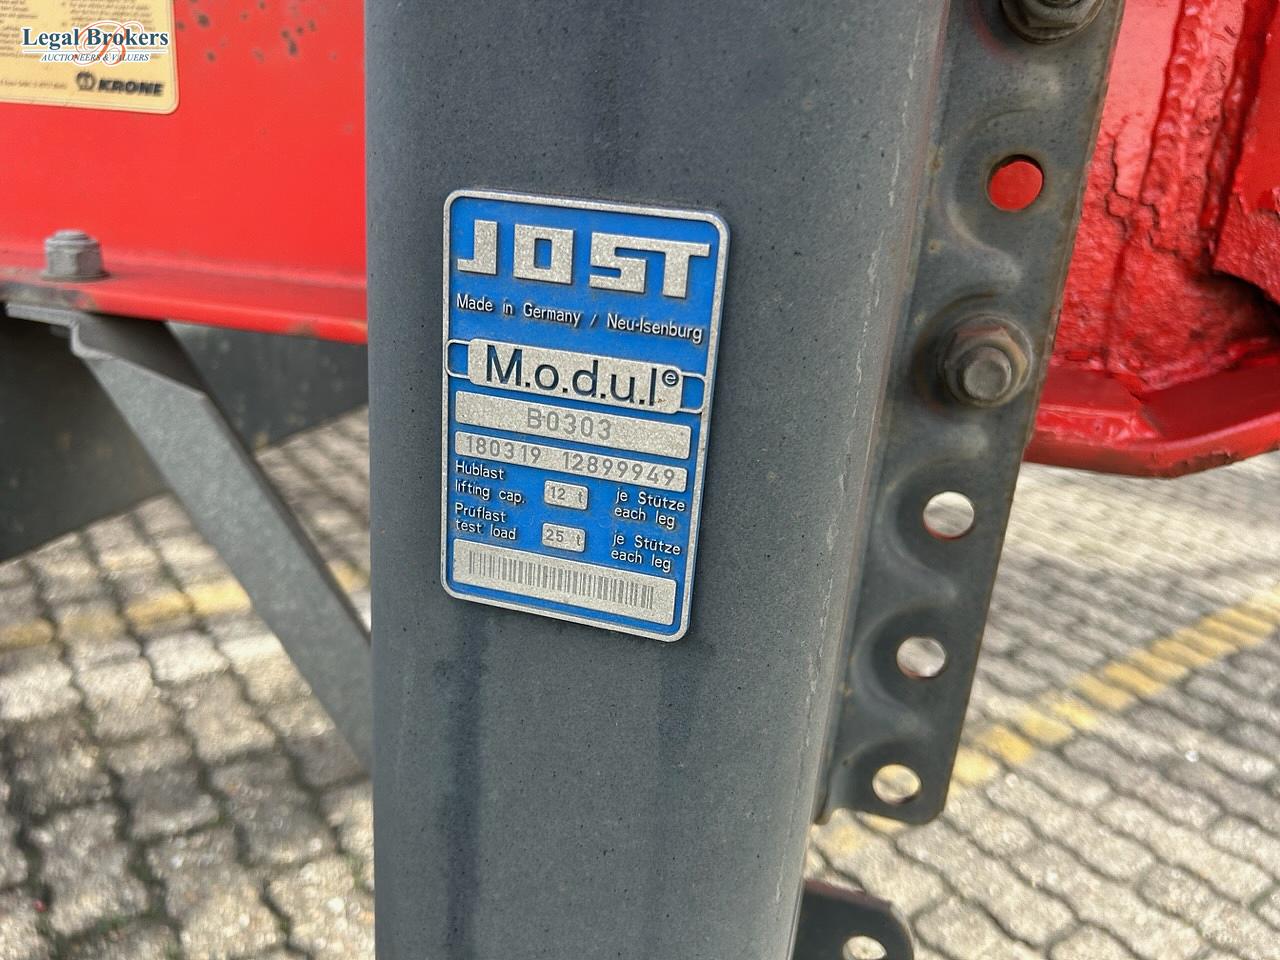 Legal Brokers
AUCTIONEERS & VALUERS
KRONE
JOST
Made in Germany / Neu-Isenburg
M.o.d.u.l e
B0303
180319 12899949
Hublast
lifting cap.
12 t
je Stütze
each leg
Prüflast
test load
25 t
je Stütze
each leg